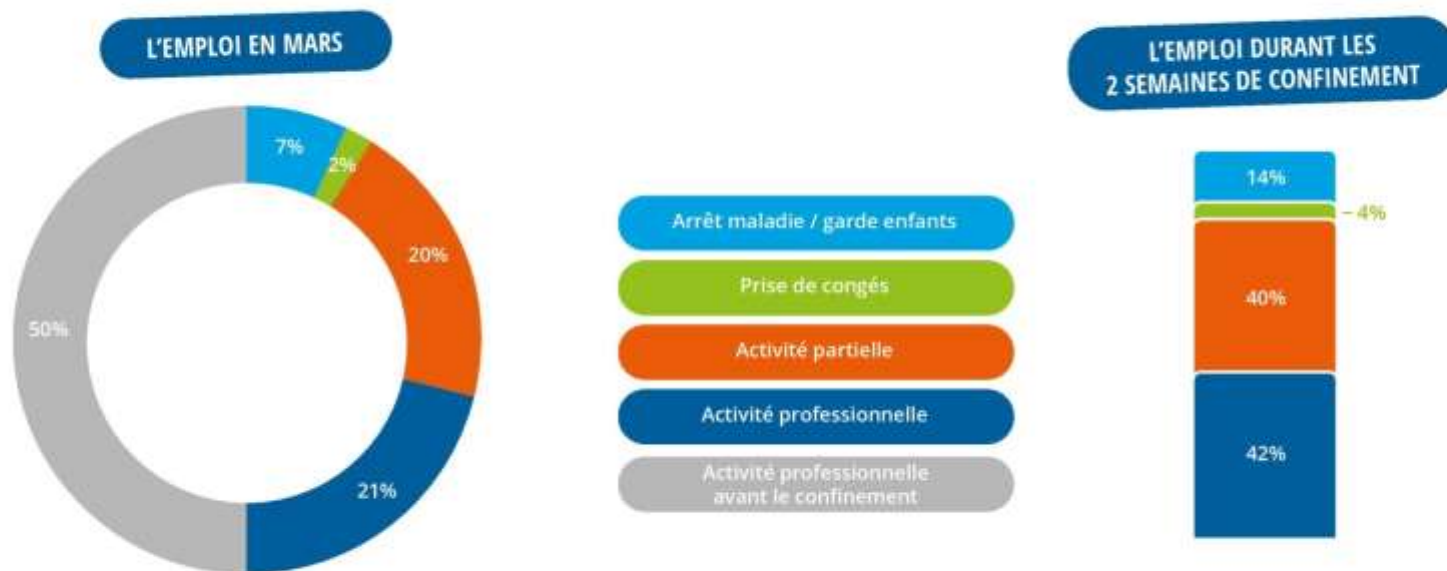 L'EMPLOI EN MARS
7%
2%
20%
50%
21%
Arrêt maladie / garde enfants
Prise de congés
Activité partielle
Activité professionnelle
Activité professionnelle
avant le confinement
L'EMPLOI DURANT LES
2 SEMAINES DE CONFINEMENT
14%
– 4%
40%
42%